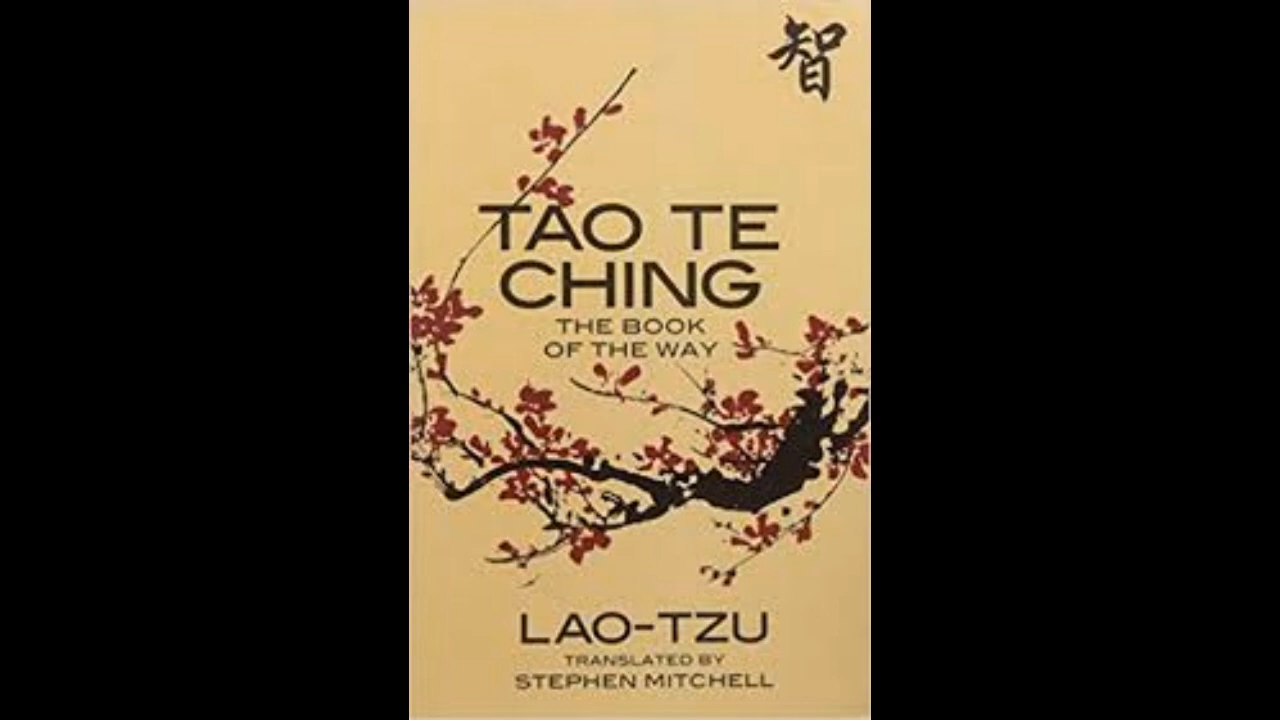 智
TAO TE
CHING
THE BOOK
OF THE WAY
LAO-TZU
TRANSLATED BY
STEPHEN MITCHELL